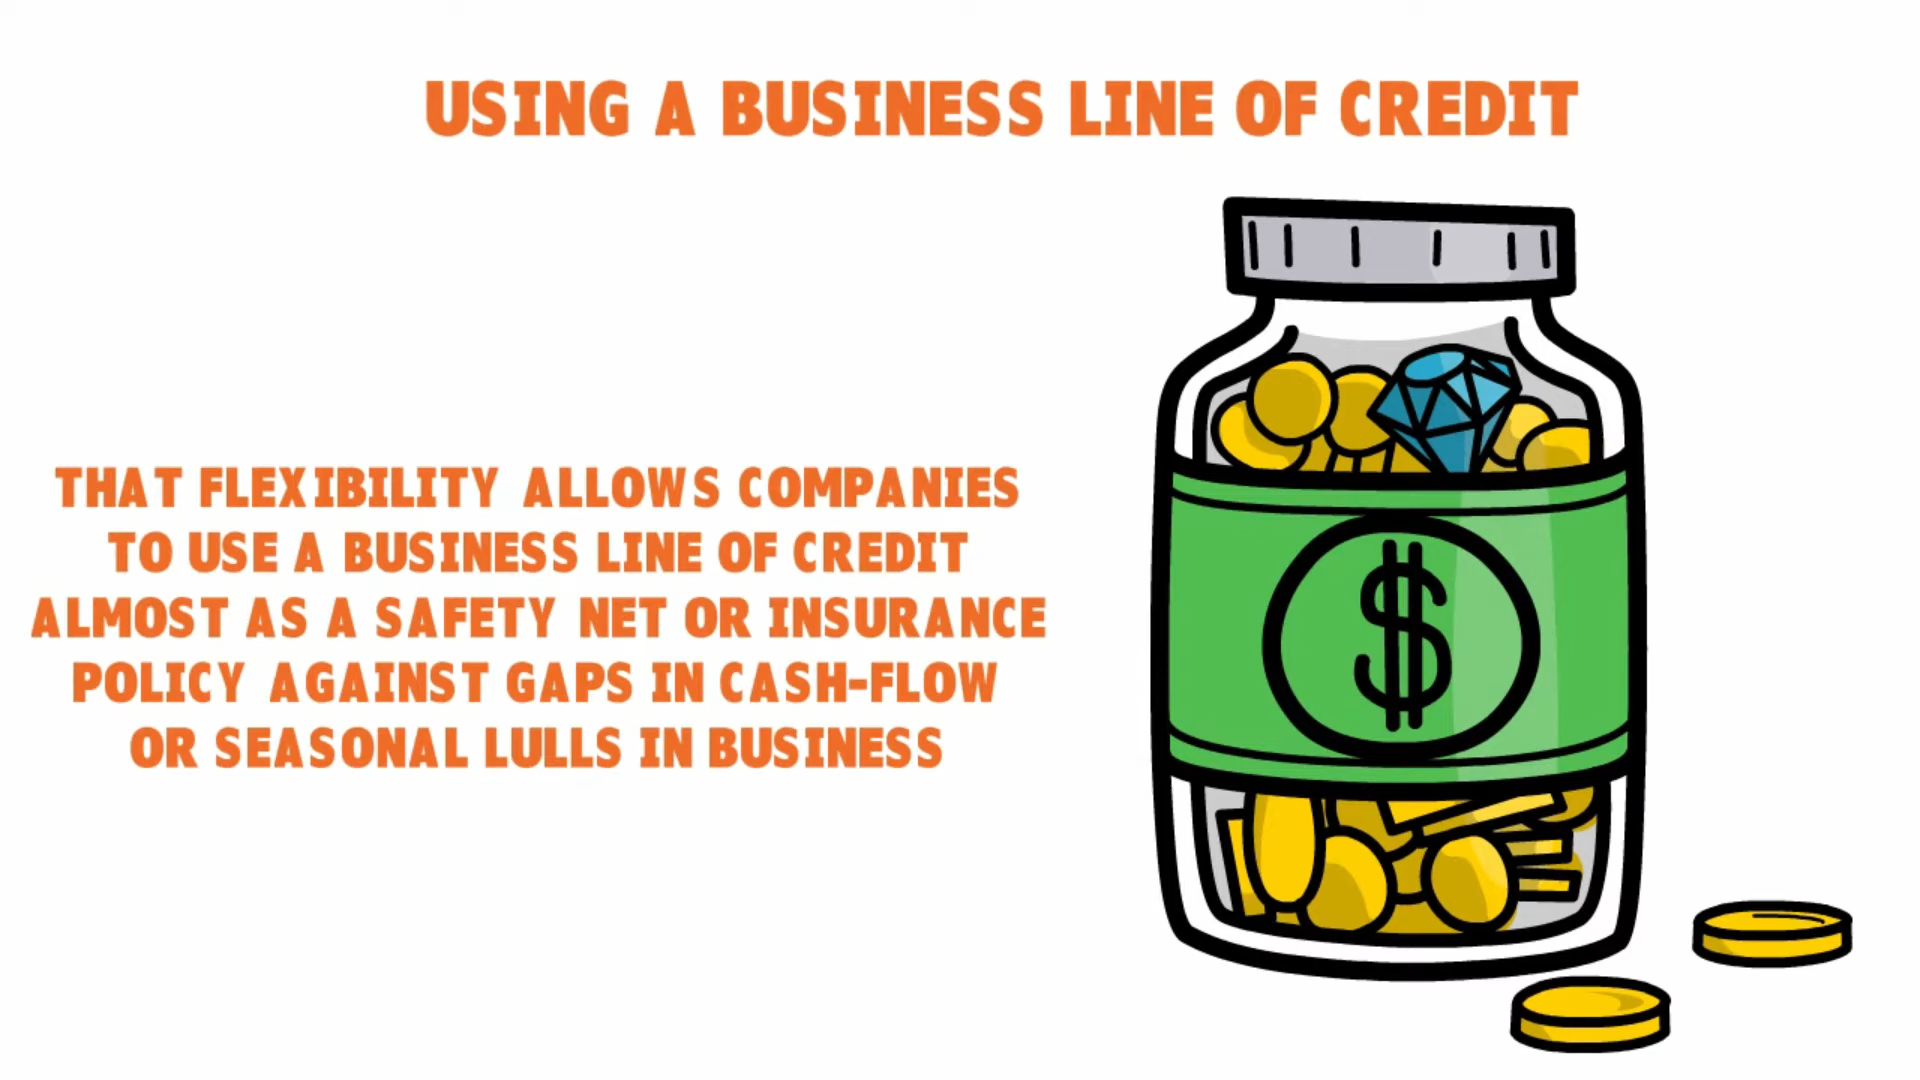 USING A BUSINESS LINE OF CREDIT
THAT FLEXIBILITY ALLOWS COMPANIES
TO USE A BUSINESS LINE OF CREDIT
ALMOST AS A SAFETY NET OR INSURANCE
POLICY AGAINST GAPS IN CASH-FLOW
OR SEASONAL LULLS IN BUSINESS
$